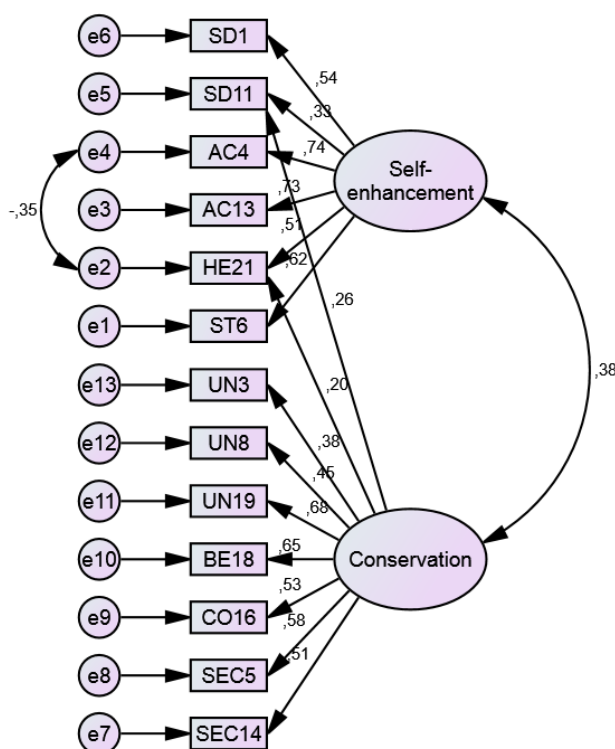 e6
SD1
,54
e5
SD11
,33
e4
AC4
,74
Self-
enhancement
e3
AC13
,73
-,35
,51
e2
HE21
,62
,26
e1
ST6
,38
e13
UN3
,20
e12
UN8
,38
,45
e11
UN19
,68
e10
BE18
,65
Conservation
e9
CO16
,53
,58
e8
SEC5
,51
e7
SEC14